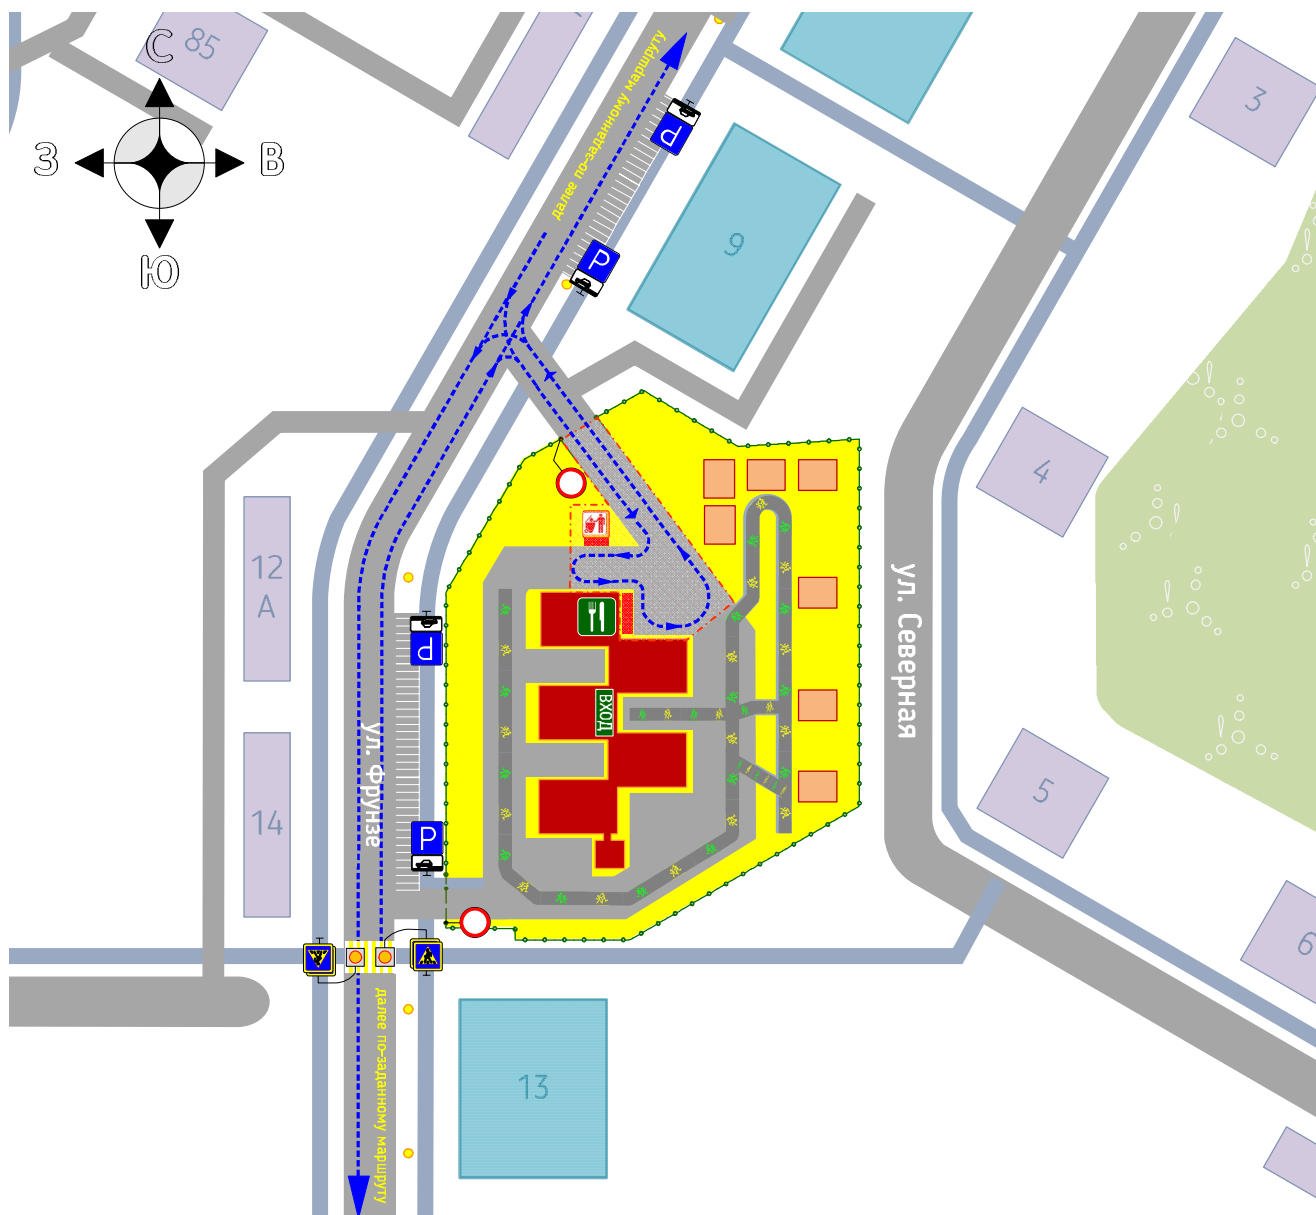 85
С
З
В
Ю
далее по-заданному маршруту
3
P
9
P
4
12
А
ул. Северная
P
ВХОД
5
ул. Фрунзе
14
P
6
далее по-заданному маршруту
13